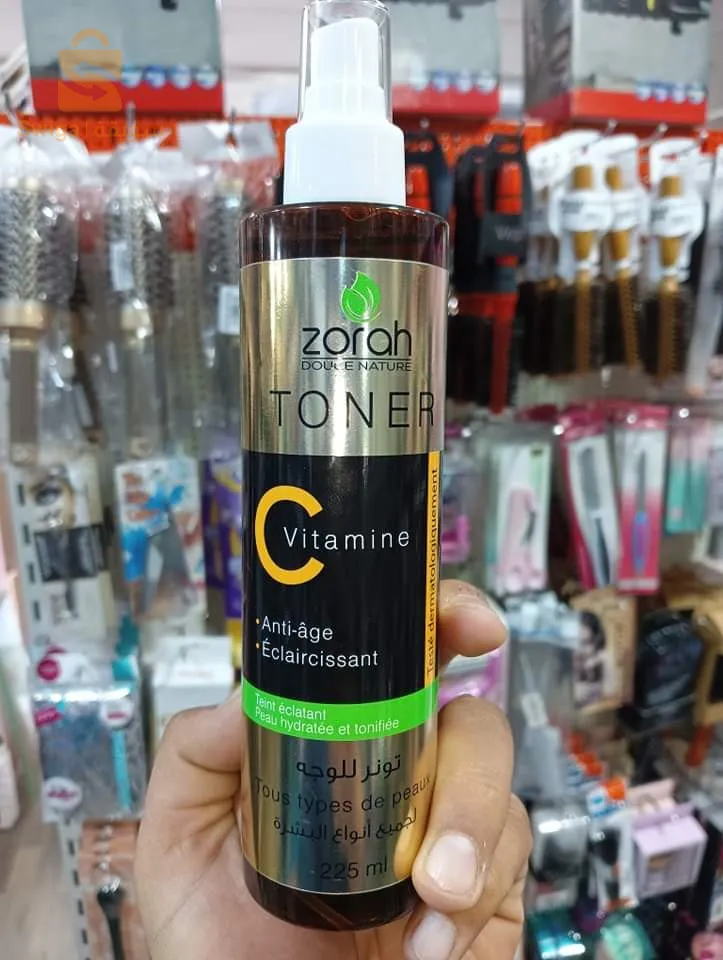 zorah
DOUCE NATURE
TONER
C Vitamine
• Anti-âge
• Éclaircissant
Testé dermatologiquement
Teint éclatant
Peau hydratée et tonifiée
تونر للوجه
Tous types de peaux
لجميع أنواع البشرة
225 ml